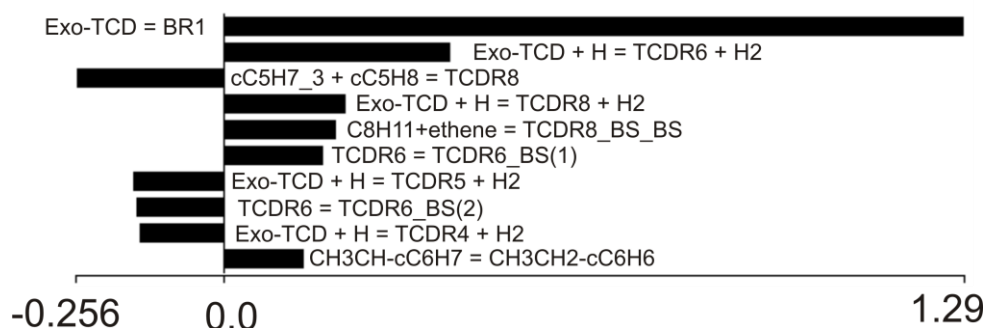 Exo-TCD = BR1
Exo-TCD + H = TCDR6 + H2
cC5H7_3 + cC5H8 = TCDR8
Exo-TCD + H = TCDR8 + H2
C8H11+ethene = TCDR8_BS_BS
TCDR6 = TCDR6_BS(1)
Exo-TCD + H = TCDR5 + H2
TCDR6 = TCDR6_BS(2)
Exo-TCD + H = TCDR4 + H2
CH3CH-cC6H7 = CH3CH2-cC6H6
-0.256 0.0 1.29